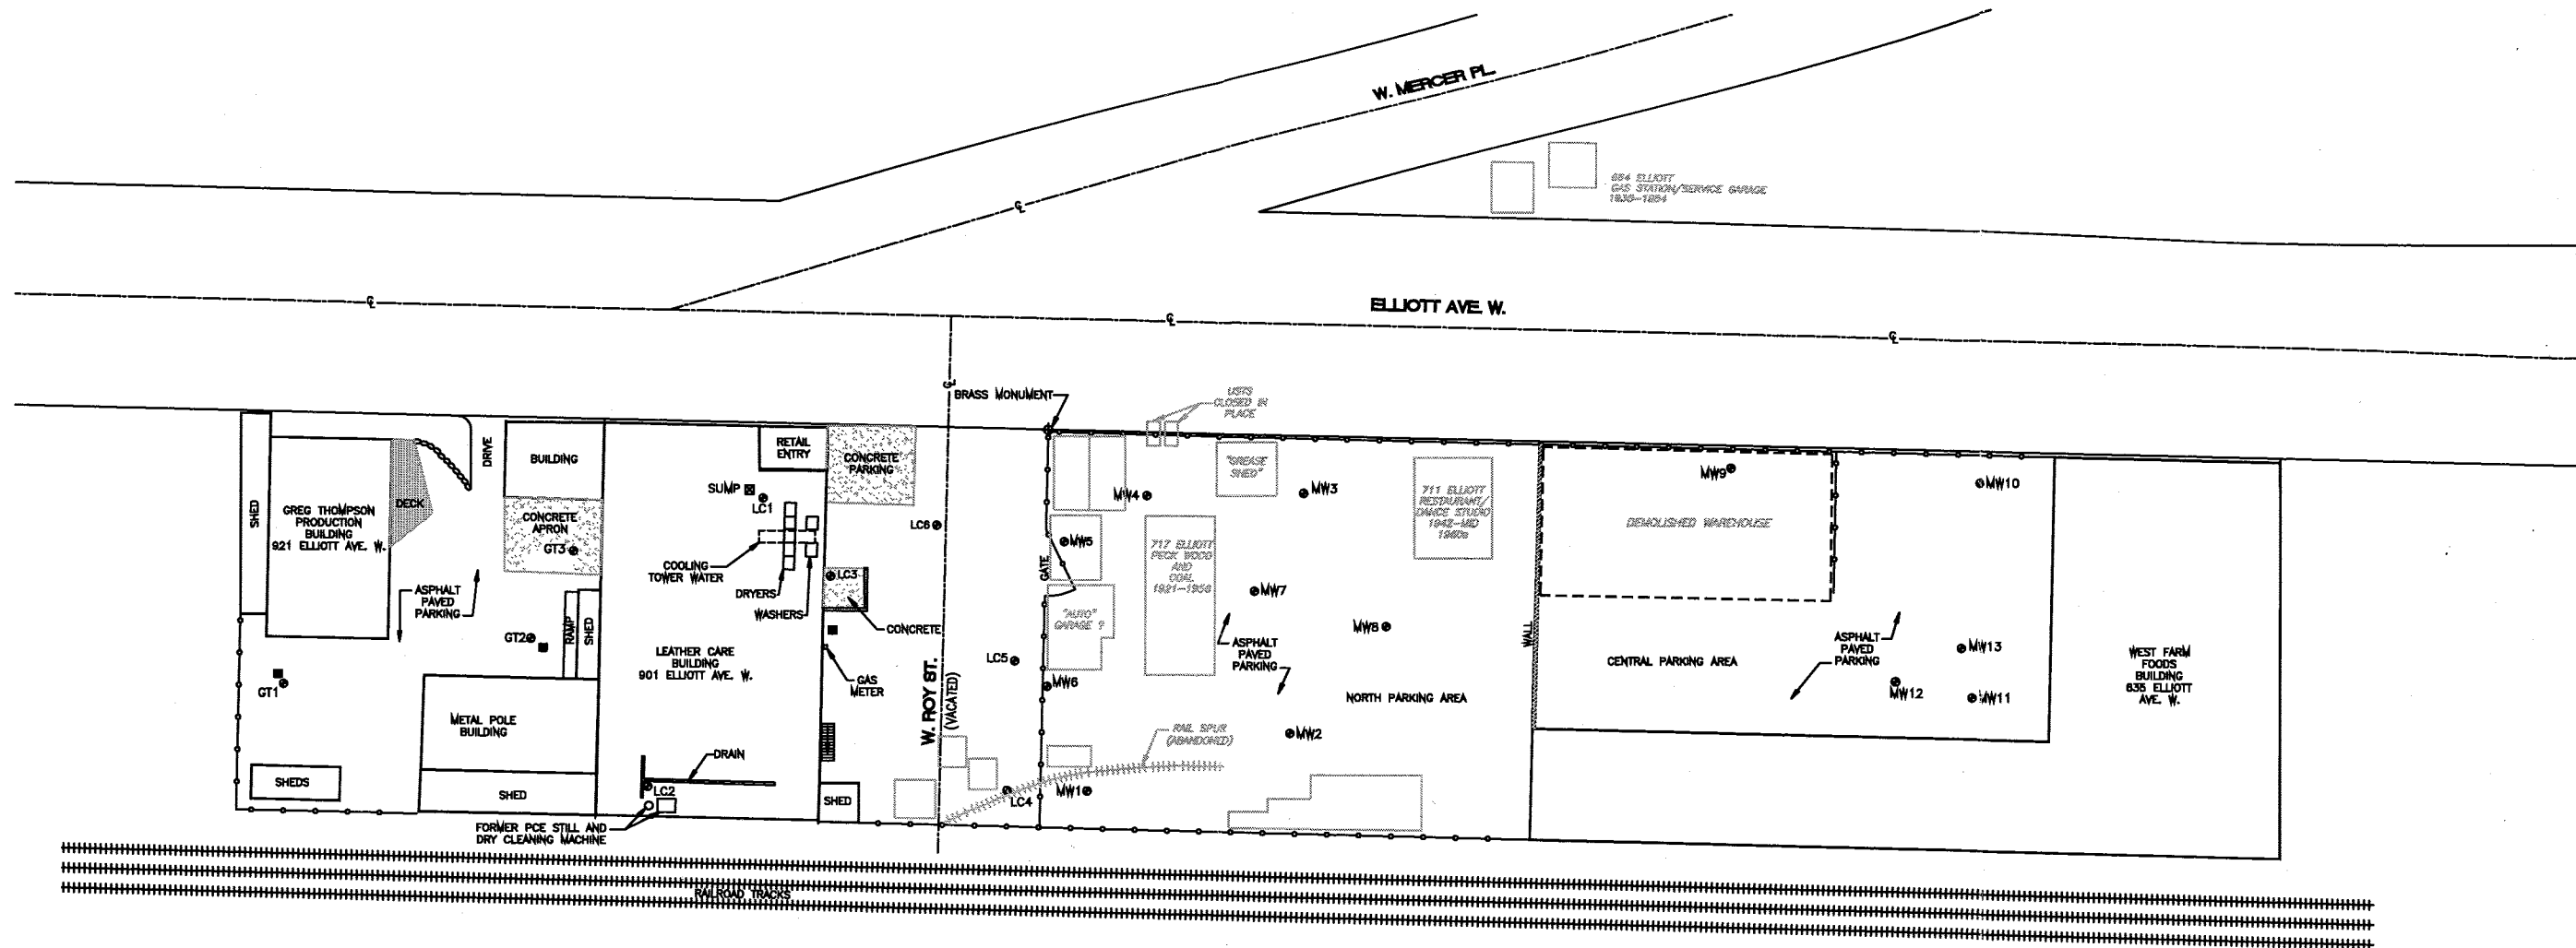 W. MERCER PL.
GAS STATION/SERVICE GARAGE
ELLIOTT AVE. W.
BRASS MONUMENT
USTS
CLOSED IN
PLACE
SHED
GREG THOMPSON
PRODUCTION
BUILDING
921 ELLIOTT AVE. W.
DECK
DRIVE
BUILDING
CONCRETE
APRON
GT3
ASPHALT
PAVED
PARKING
GT2
RAMP
SHED
GT1
METAL POLE
BUILDING
SHEDS
SHED
RETAIL
ENTRY
SUMP
LC1
COOLING
TOWER WATER
DRYERS
WASHERS
LEATHER CARE
BUILDING
901 ELLIOTT AVE. W.
DRAIN
LC2
FORMER PCE STILL AND
DRY CLEANING MACHINE
CONCRETE
PARKING
LC6
LC3
CONCRETE
GAS
METER
SHED
W. ROY ST.
(VACATED)
LC5
LC4
GATE
MW4
"GREASE
SHED"
MW3
MW5
717 ELLIOTT
PECK WOOD
AND
COAL
1921-1956
"AUTO"
GARAGE ?
MW6
MW7
MW8
ASPHALT
PAVED
PARKING
711 ELLIOTT
RESTAURANT/
DANCE STUDIO
1942-MID
NORTH PARKING AREA
MW2
RAIL SPUR
(ABANDONED)
MW1
WALL
MW9
DEMOLISHED WAREHOUSE
MW10
CENTRAL PARKING AREA
ASPHALT
PAVED
PARKING
MW13
MW12
MW11
WEST FARM
FOODS
BUILDING
635 ELLIOTT
AVE. W.
RAILROAD TRACKS